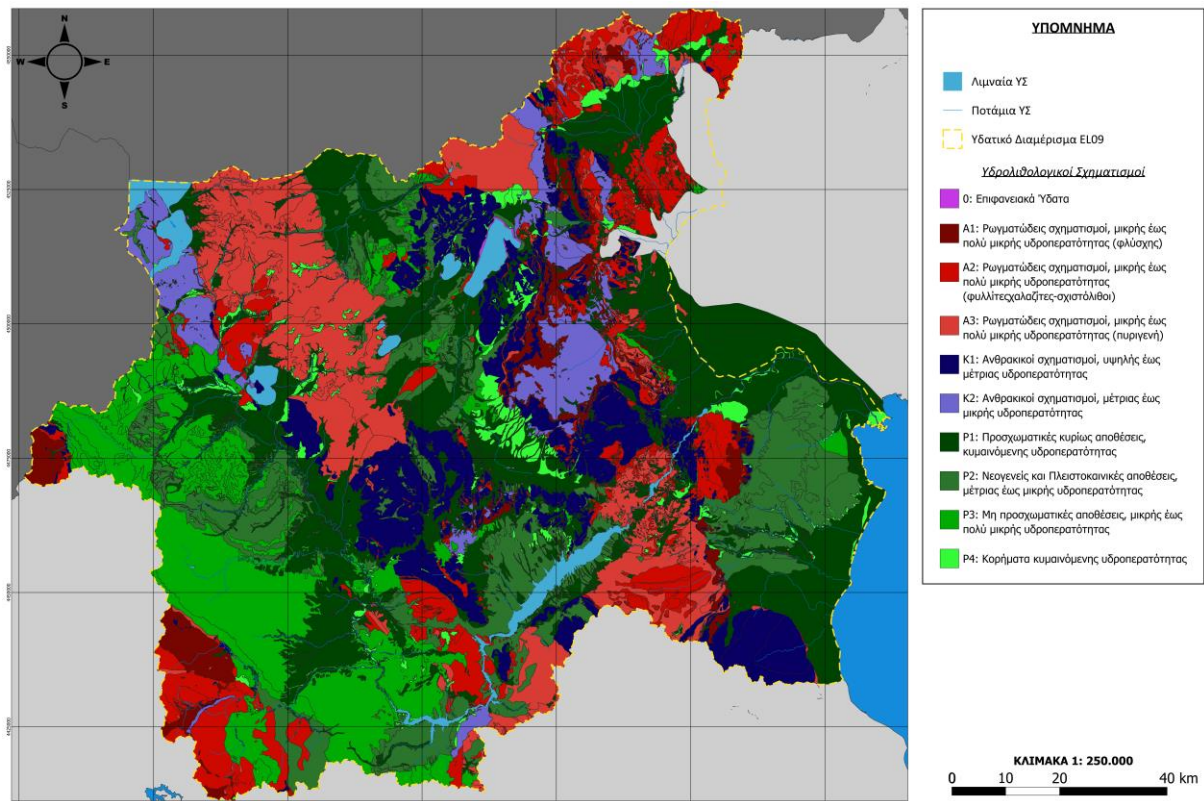 N
W
E
S
ΥΠΟΜΝΗΜΑ
Λιμναία ΥΣ
Ποτάμια ΥΣ
Υδατικό Διαμέρισμα EL09
Υδρολιθολογικοί Σχηματισμοί
0: Επιφανειακά Ύδατα
Α1: Ρωγματώδεις σχηματισμοί, μικρής έως
πολύ μικρής υδροπερατότητας (φλύσχης)
Α2: Ρωγματώδεις σχηματισμοί, μικρής έως
πολύ μικρής υδροπερατότητας
(φυλλίτεςχαλαζίτες-σχιστόλιθοι)
Α3: Ρωγματώδεις σχηματισμοί, μικρής έως
πολύ μικρής υδροπερατότητας (πυριγενή)
Κ1: Ανθρακικοί σχηματισμοί, υψηλής έως
μέτριας υδροπερατότητας
Κ2: Ανθρακικοί σχηματισμοί, μέτριας έως
μικρής υδροπερατότητας
Ρ1: Προσχωματικές κυρίως αποθέσεις,
κυμαινόμενης υδροπερατότητας
Ρ2: Νεογενείς και Πλειστοκαινικές αποθέσεις,
μέτριας έως μικρής υδροπερατότητας
Ρ3: Μη προσχωματικές αποθέσεις, μικρής έως
πολύ μικρής υδροπερατότητας
Ρ4: Κορήματα κυμαινόμενης υδροπερατότητας
ΚΛΙΜΑΚΑ 1: 250.000
0 10 20 40 km